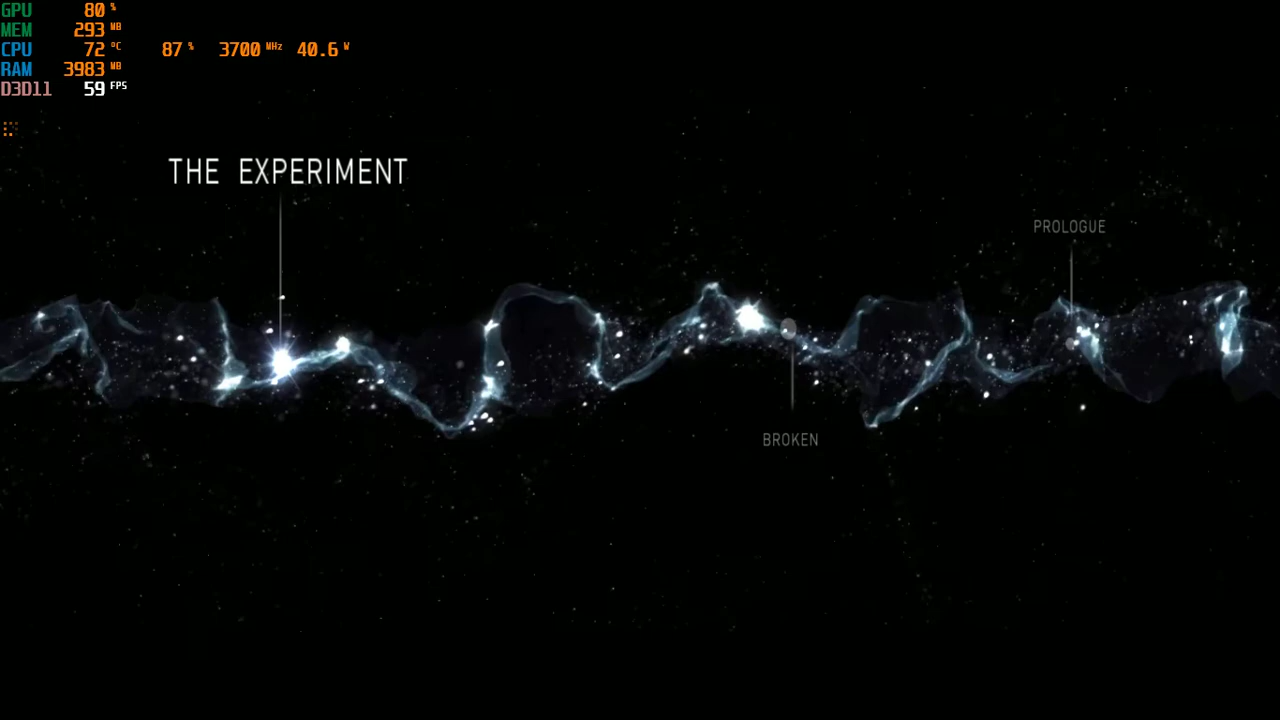 GPU 80 %
MEM 293 MB
CPU 72 °C 87 % 3700 MHz 40.6 W
RAM 3983 MB
D3D11 59 FPS
THE EXPERIMENT
PROLOGUE
BROKEN